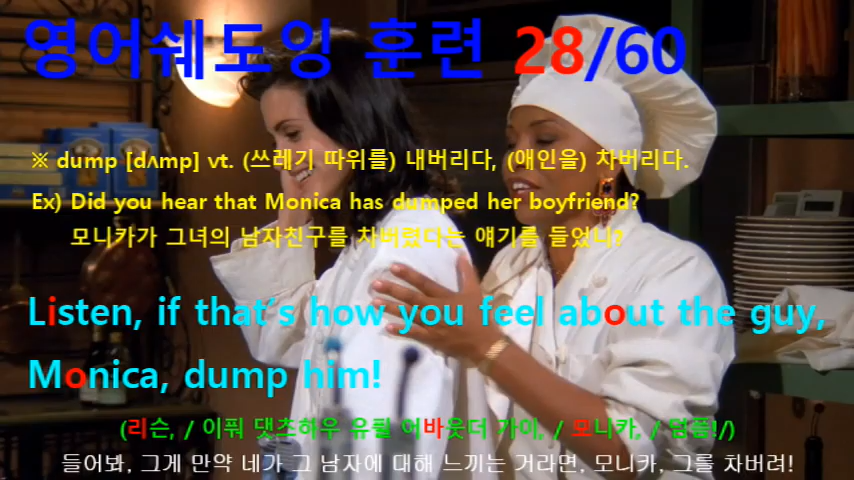 영어쉐도잉 훈련 28/60
※ dump [dʌmp] vt. (쓰레기 따위를) 내버리다, (애인을) 차버리다.
Ex) Did you hear that Monica has dumped her boyfriend?
모니카가 그녀의 남자친구를 차버렸다는 얘기를 들었니?
Listen, if that's how you feel about the guy,
Monica, dump him!
(리슨, / 이풔 댓츠하우 유퓔 어바웃더 가이, / 모니카, / 덤픔!/)
들어봐, 그게 만약 네가 그 남자에 대해 느끼는 거라면, 모니카, 그를 차버려!